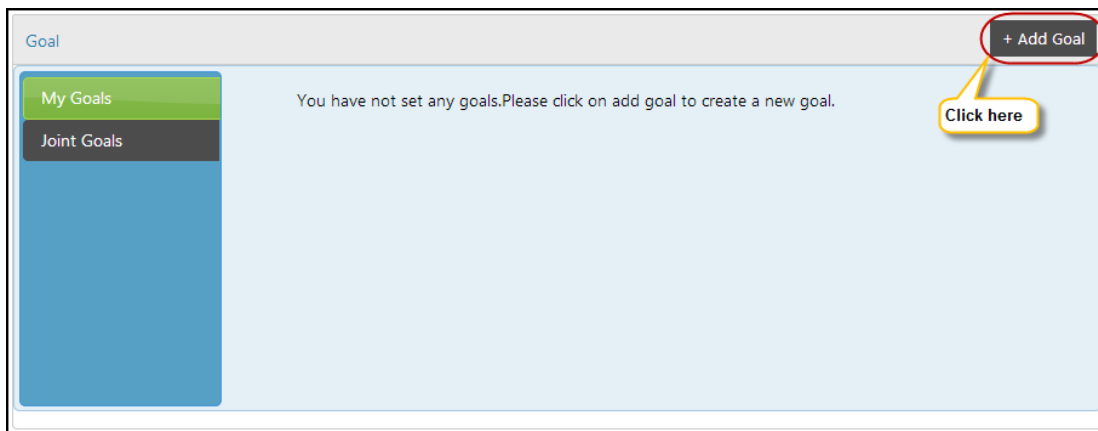 Goal
+ Add Goal
My Goals
You have not set any goals.Please click on add goal to create a new goal.
Click here
Joint Goals